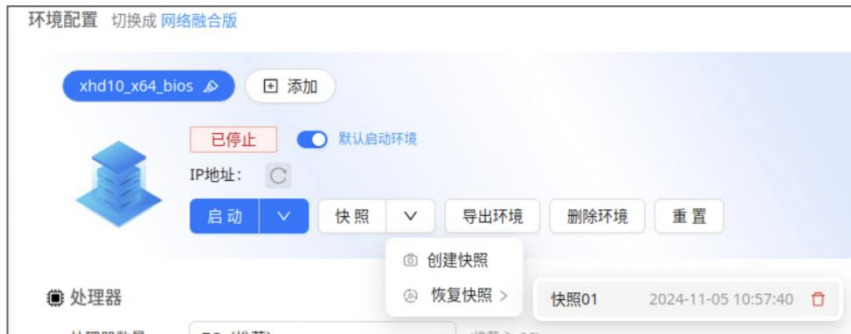 环境配置 切换成 网络融合版
xhd10_x64_bios 添加
已停止 默认启动环境
IP地址：
启动 快照 导出环境 删除环境 重置
创建快照
恢复快照 >
快照01 2024-11-05 10:57:40
处理器